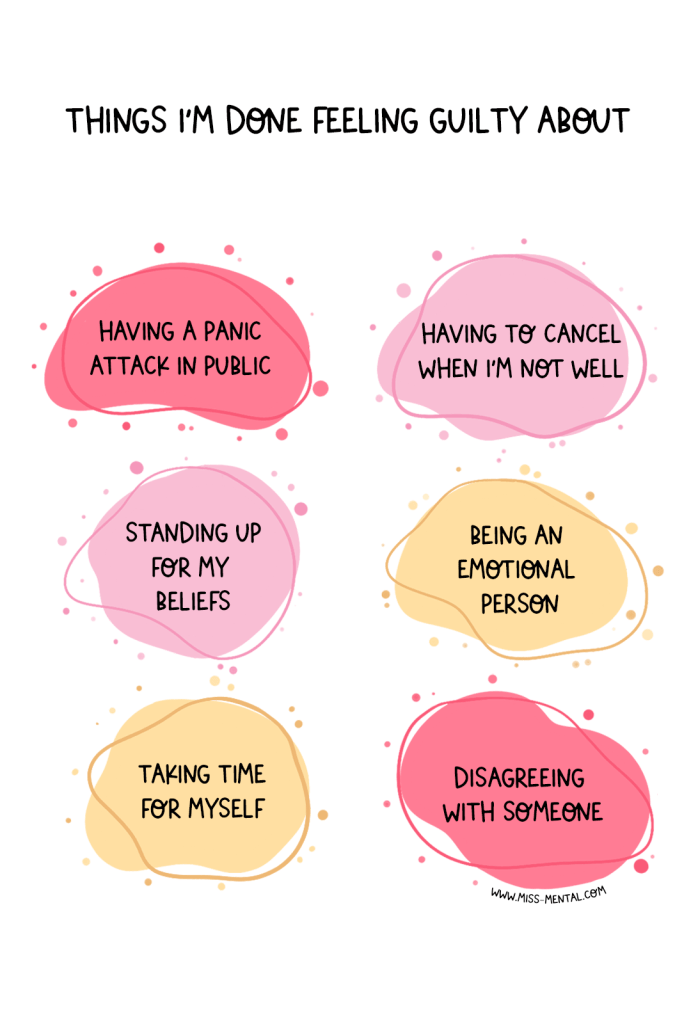 THINGS I'M DONE FEELING GUILTY ABOUT
HAVING A PANIC
ATTACK IN PUBLIC
HAVING TO CANCEL
WHEN I'M NOT WELL
STANDING UP
FOR MY
BELIEFS
BEING AN
EMOTIONAL
PERSON
TAKING TIME
FOR MYSELF
DISAGREEING
WITH SOMEONE
WWW.MISS-MENTAL.COM